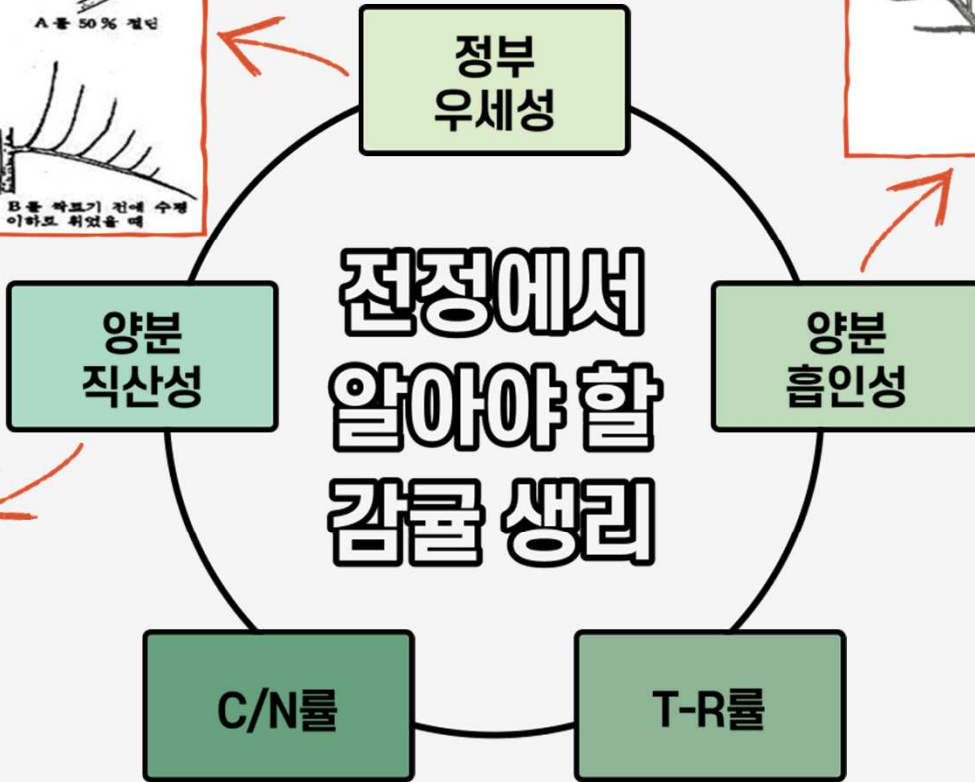 A를 50% 절단
B를 싹트기 전에 수평
이하로 휘었을 때
정부
우세성
양분
직산성
전정에서
알아야 할
감귤 생리
양분
흡인성
C/N률
T-R률